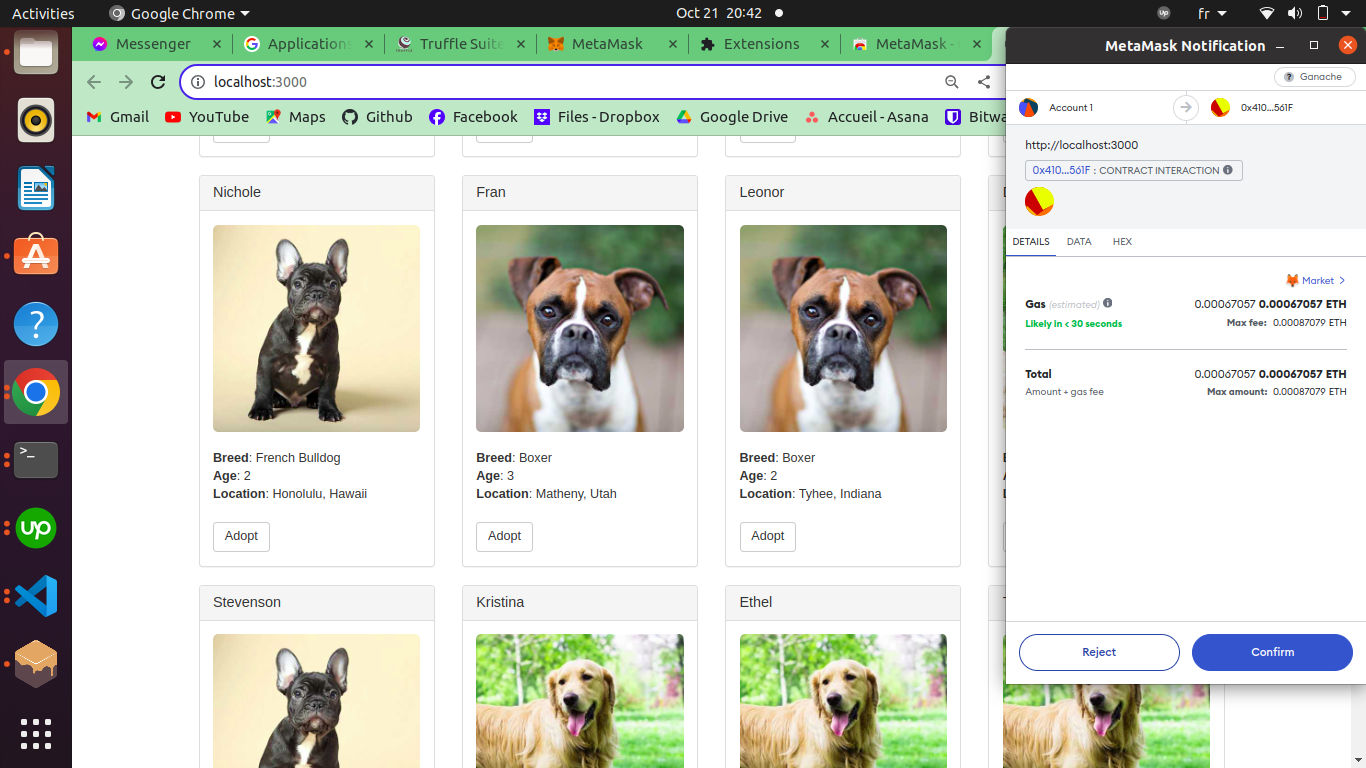 Activities
Google Chrome
Oct 21 20:42
fr
Messenger
Applications
Truffle Suite
MetaMask
Extensions
MetaMask -
localhost:3000
Gmail
YouTube
Maps
Github
Facebook
Files - Dropbox
Google Drive
Accueil - Asana
Bitwa
Nichole
Fran
Leonor
Breed: French Bulldog
Age: 2
Location: Honolulu, Hawaii
Adopt
Breed: Boxer
Age: 3
Location: Matheny, Utah
Adopt
Breed: Boxer
Age: 2
Location: Tyhee, Indiana
Adopt
Stevenson
Kristina
Ethel
MetaMask Notification
Ganache
Account 1
0x410...561F
http://localhost:3000
0x410...561F : CONTRACT INTERACTION
DETAILS
DATA
HEX
Market >
Gas (estimated)
0.00067057 0.00067057 ETH
Likely in < 30 seconds
Max fee: 0.00087079 ETH
Total
0.00067057 0.00067057 ETH
Amount + gas fee
Max amount: 0.00087079 ETH
Reject
Confirm
up
>_